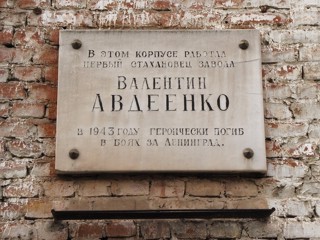 В ЭТОМ КОРПУСЕ РАБОТАЛ
ПЕРВЫЙ СТАХАНОВЕЦ ЗАВОДА
ВАЛЕНТИН
АВДЕЕНКО
В 1943 ГОДУ ГЕРОИЧЕСКИ ПОГИБ
В БОЯХ ЗА ЛЕНИНГРАД.